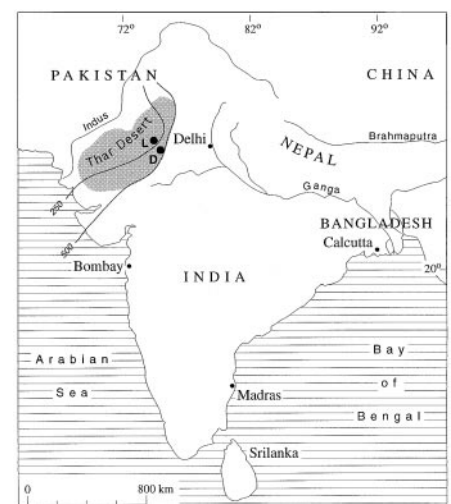 72° 82° 92°
PAKISTAN CHINA
Indus
Thar Desert
L
D
Delhi
NEPAL
Brahmaputra
Ganga
250
500
BANGLADESH
Calcutta
20°
Bombay
INDIA
Arabian
Sea
Bay
of
Bengal
Madras
Srilanka
0 800 km